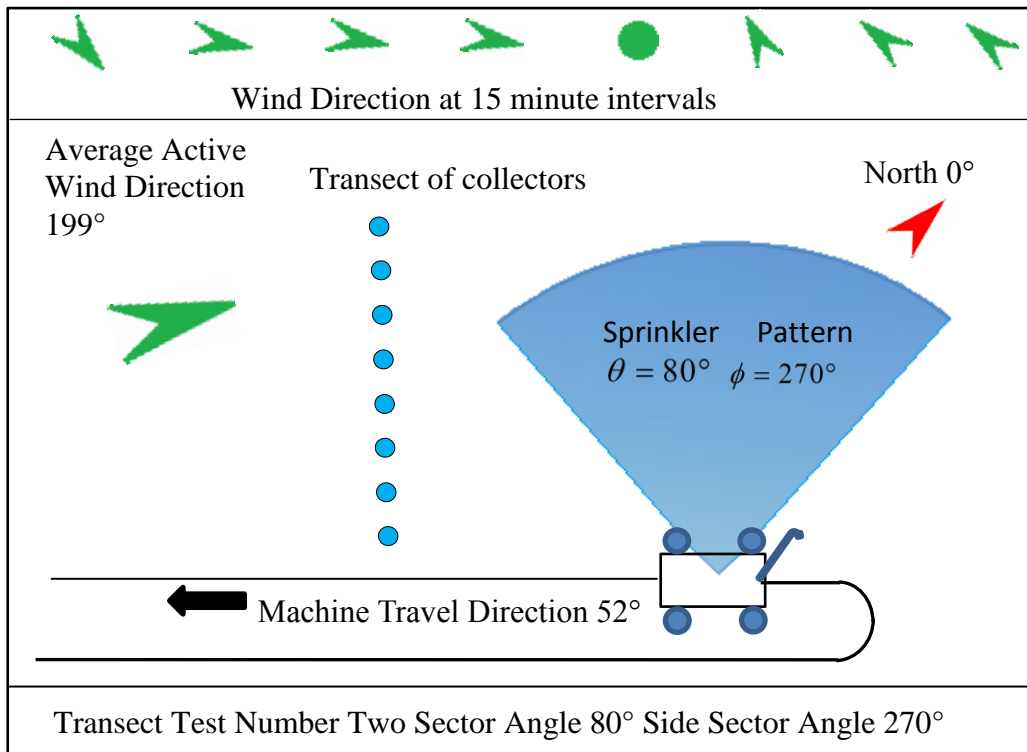 Wind Direction at 15 minute intervals
Average Active
Wind Direction
199°
Transect of collectors
North 0°
Sprinkler Pattern
θ = 80° ϕ = 270°
Machine Travel Direction 52°
Transect Test Number Two Sector Angle 80° Side Sector Angle 270°